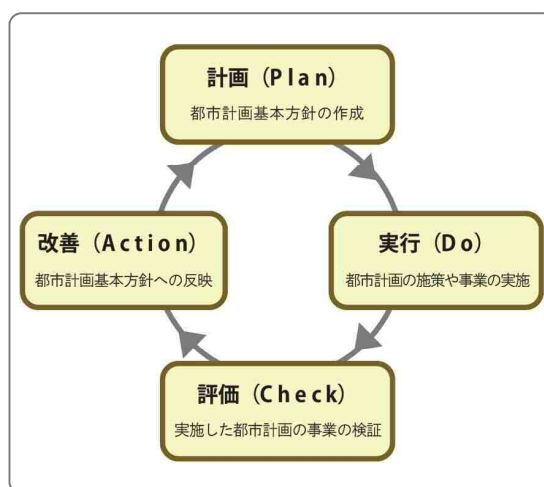 計画（Plan）
都市計画基本方針の作成
改善（Action）
都市計画基本方針への反映
実行（Do）
都市計画の施策や事業の実施
評価（Check）
実施した都市計画の事業の検証